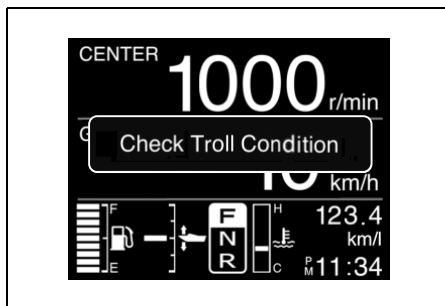 CENTER
1000 r/min
G
Check Troll Condition
km/h
F
E
F
N
R
H
C
123.4
km/l
PM 11:34